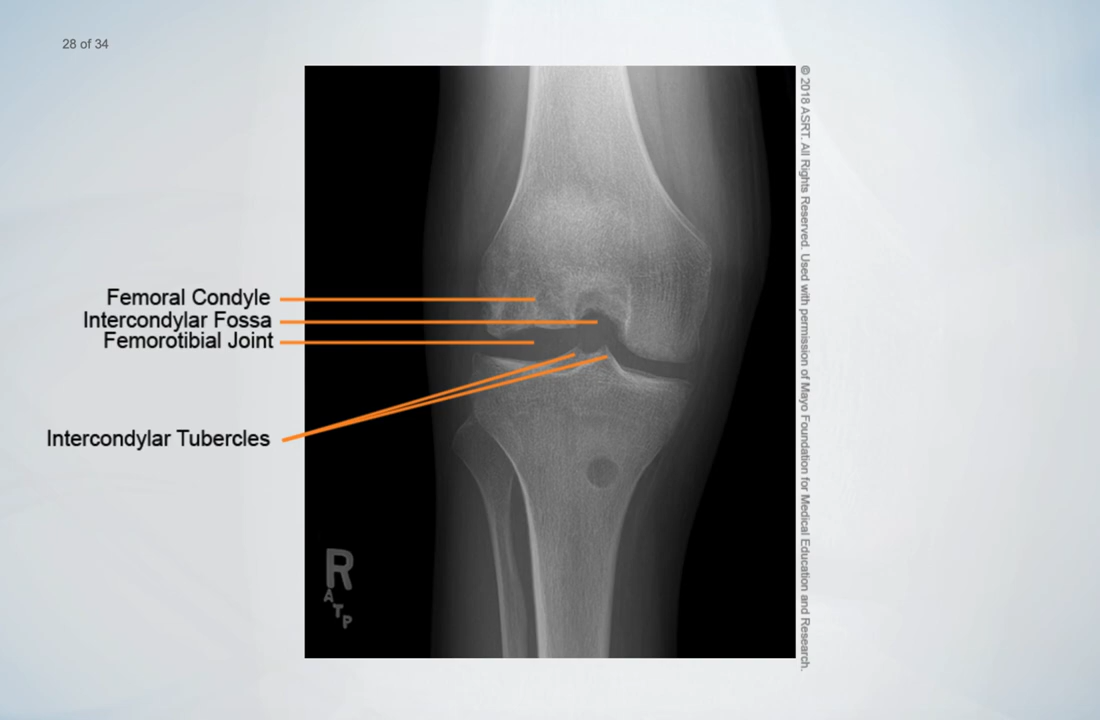 28 of 34
Femoral Condyle
Intercondylar Fossa
Femorotibial Joint
Intercondylar Tubercles
R
ATP
© 2018 ASRT. All Rights Reserved. Used with permission of Mayo Foundation for Medical Education and Research.